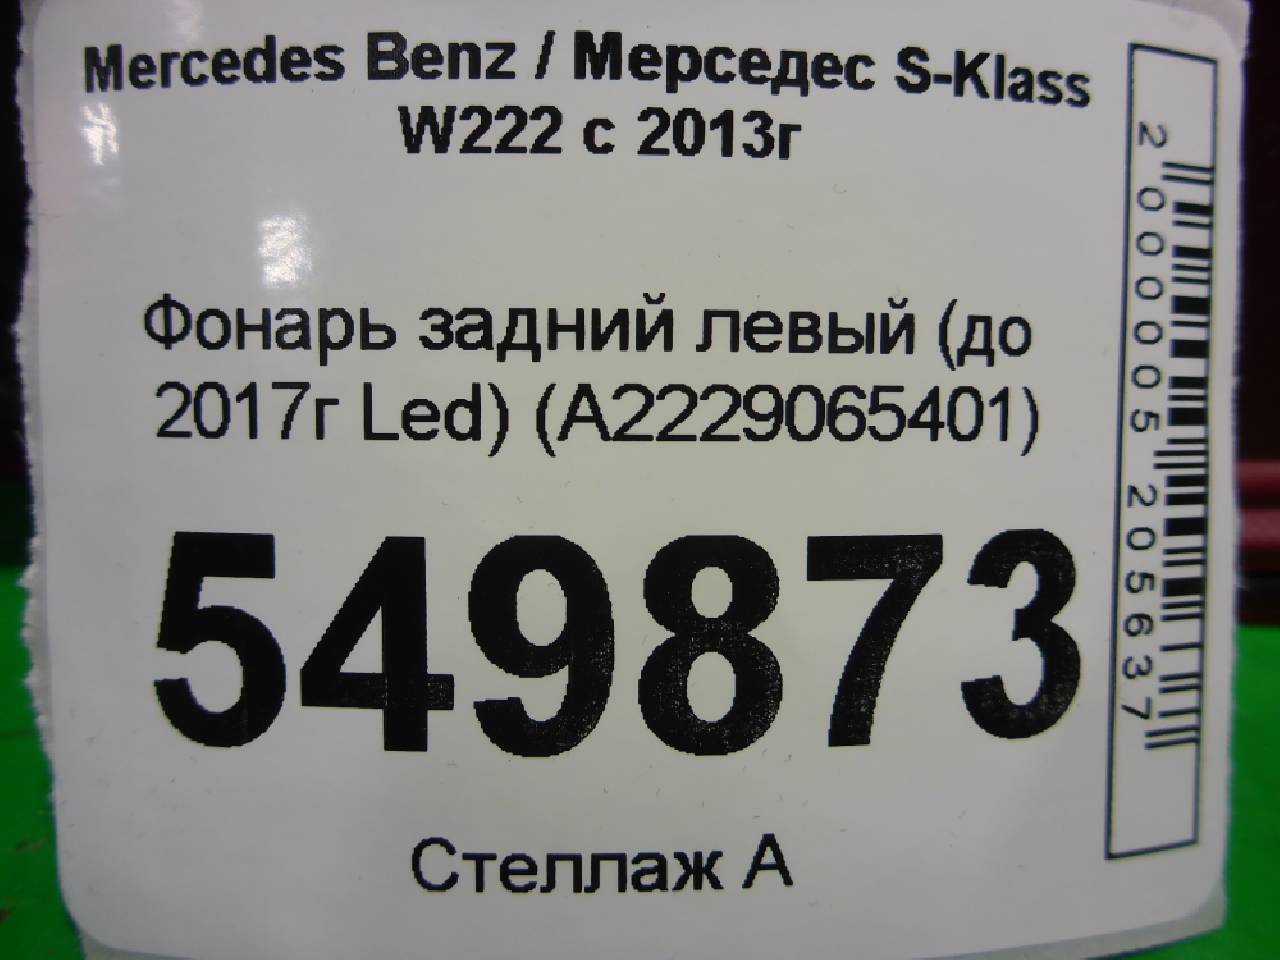 Mercedes Benz / Мерседес S-Klass
W222 с 2013г
Фонарь задний левый (до
2017г Led) (A2229065401)
549873
Стеллаж А
2000005205637